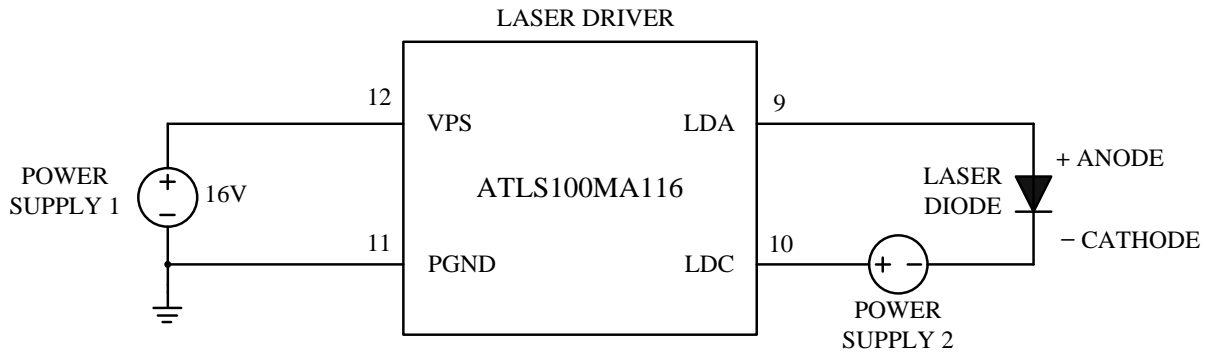 LASER DRIVER
12
VPS
LDA
9
POWER
SUPPLY 1
+
−
16V
ATLS100MA116
LASER
DIODE
+ ANODE
− CATHODE
11
PGND
LDC
10
+ −
POWER
SUPPLY 2